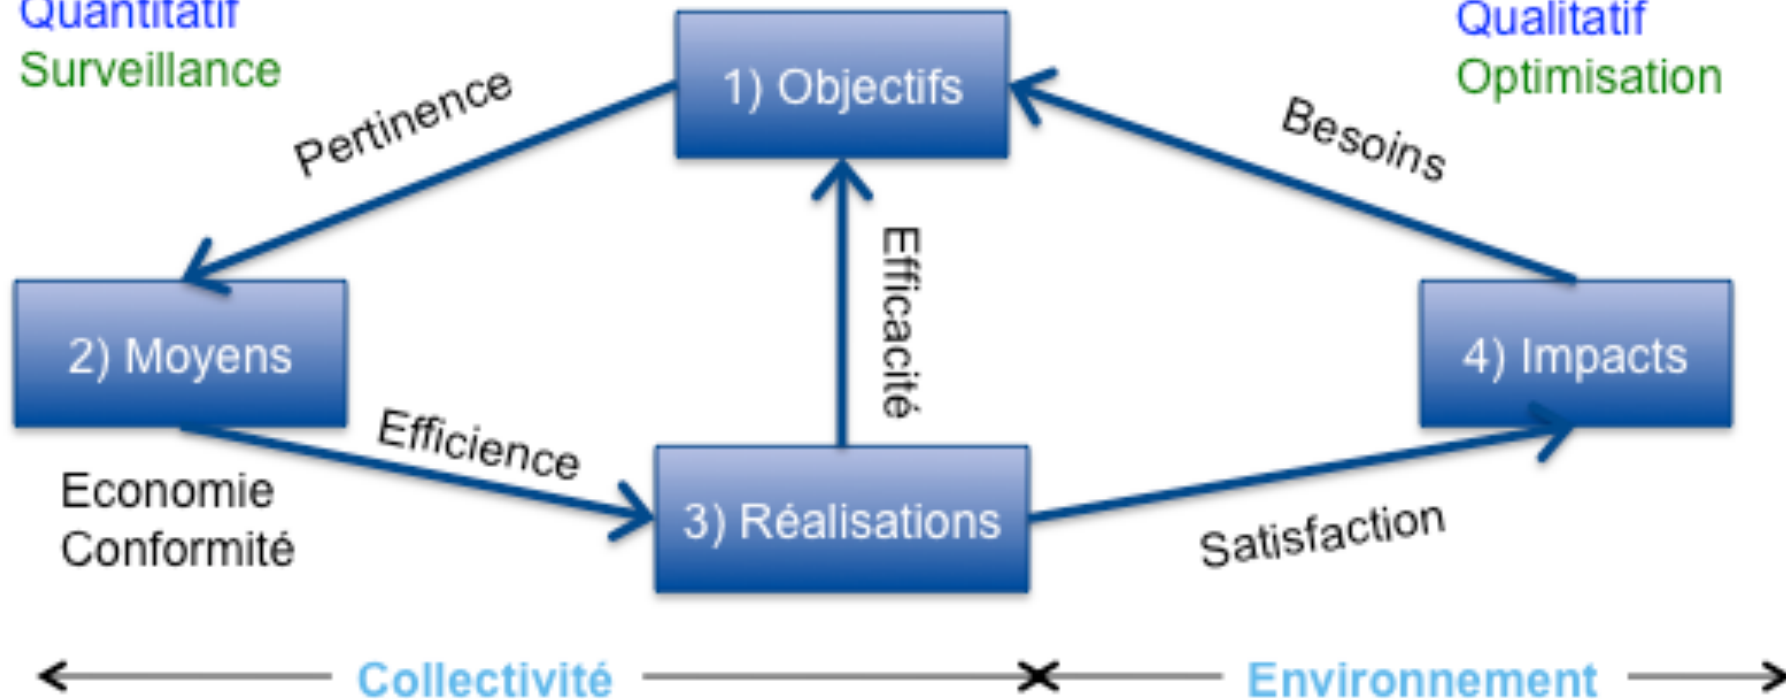 Quantitatif
Surveillance
Qualitatif
Optimisation
1) Objectifs
Pertinence
Besoins
Efficacité
2) Moyens
4) Impacts
Efficience
Economie
Conformité
3) Réalisations
Satisfaction
Collectivité
Environnement